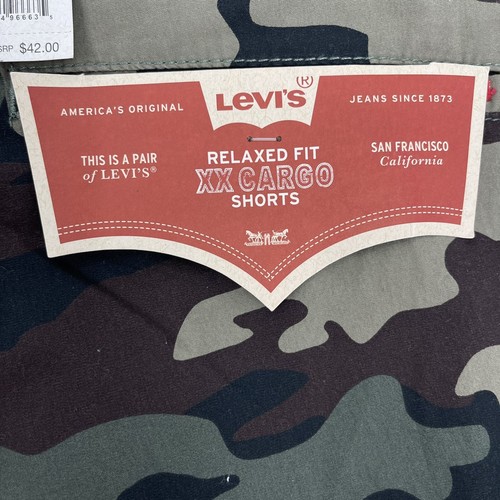 96663
SRP $42.00
LEVI'S®
AMERICA'S ORIGINAL
JEANS SINCE 1873
THIS IS A PAIR
of LEVI'S®
RELAXED FIT
XX CARGO
SHORTS
SAN FRANCISCO
California